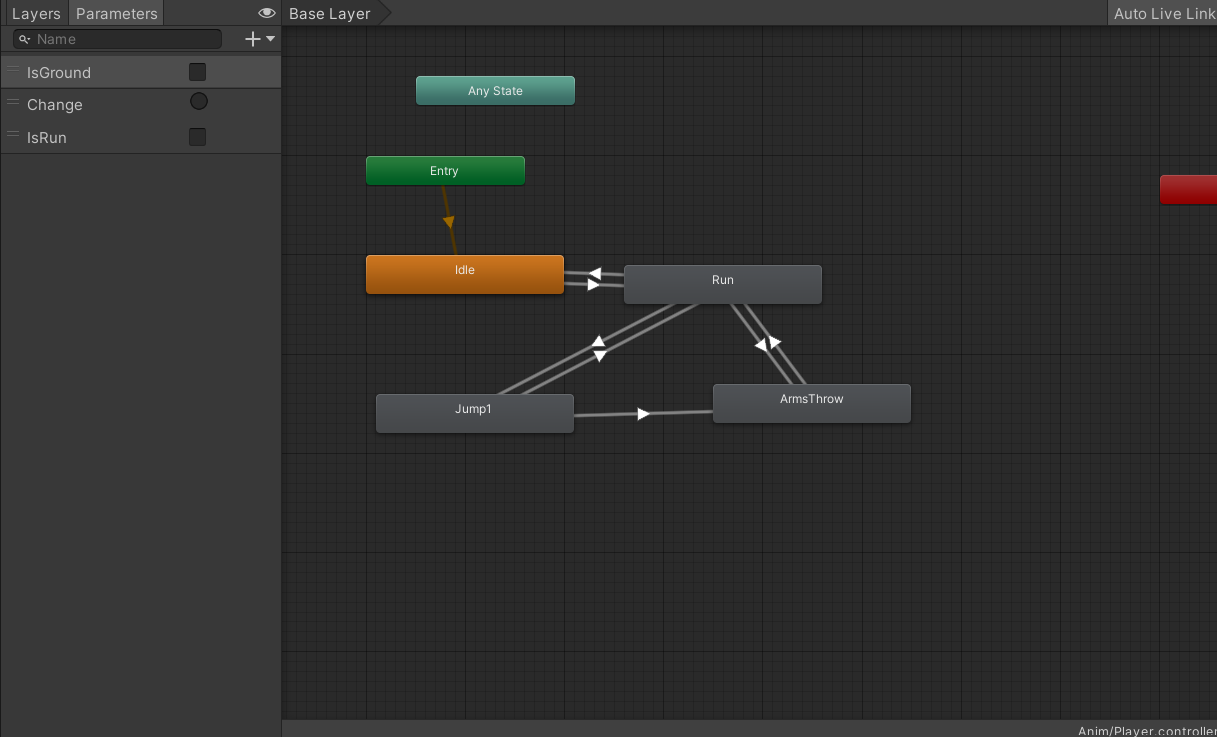 Layers Parameters
Base Layer
Auto Live Link
Name
IsGround
Change
IsRun
Any State
Entry
Idle
Run
Jump1
ArmsThrow
Anim/Player.controller